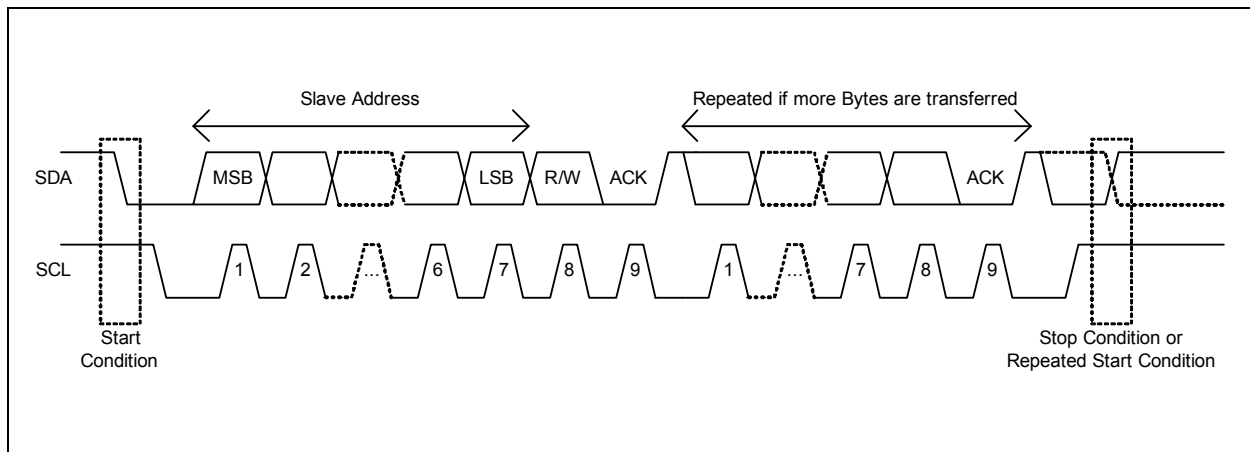 Slave Address
Repeated if more Bytes are transferred
SDA
MSB
LSB
R/W
ACK
ACK
SCL
1
2
...
6
7
8
9
1
...
7
8
9
Start
Condition
Stop Condition or
Repeated Start Condition